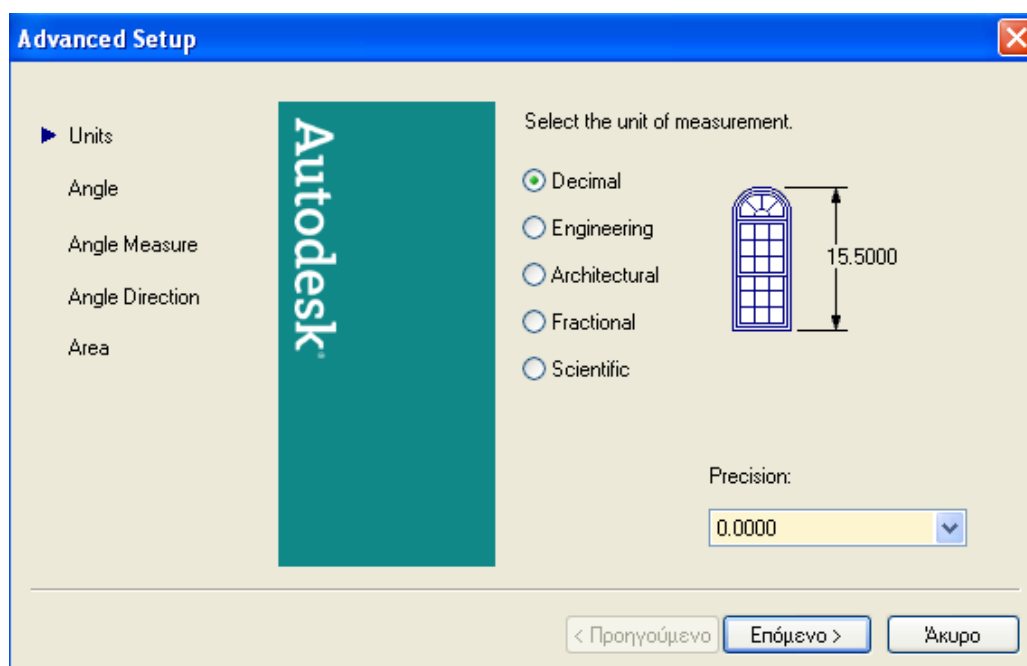 Advanced Setup
Units
Angle
Angle Measure
Angle Direction
Area
Autodesk
Select the unit of measurement.
Decimal
Engineering
Architectural
Fractional
Scientific
15.5000
Precision:
0.0000
< Προηγούμενο
Επόμενο >
Άκυρο